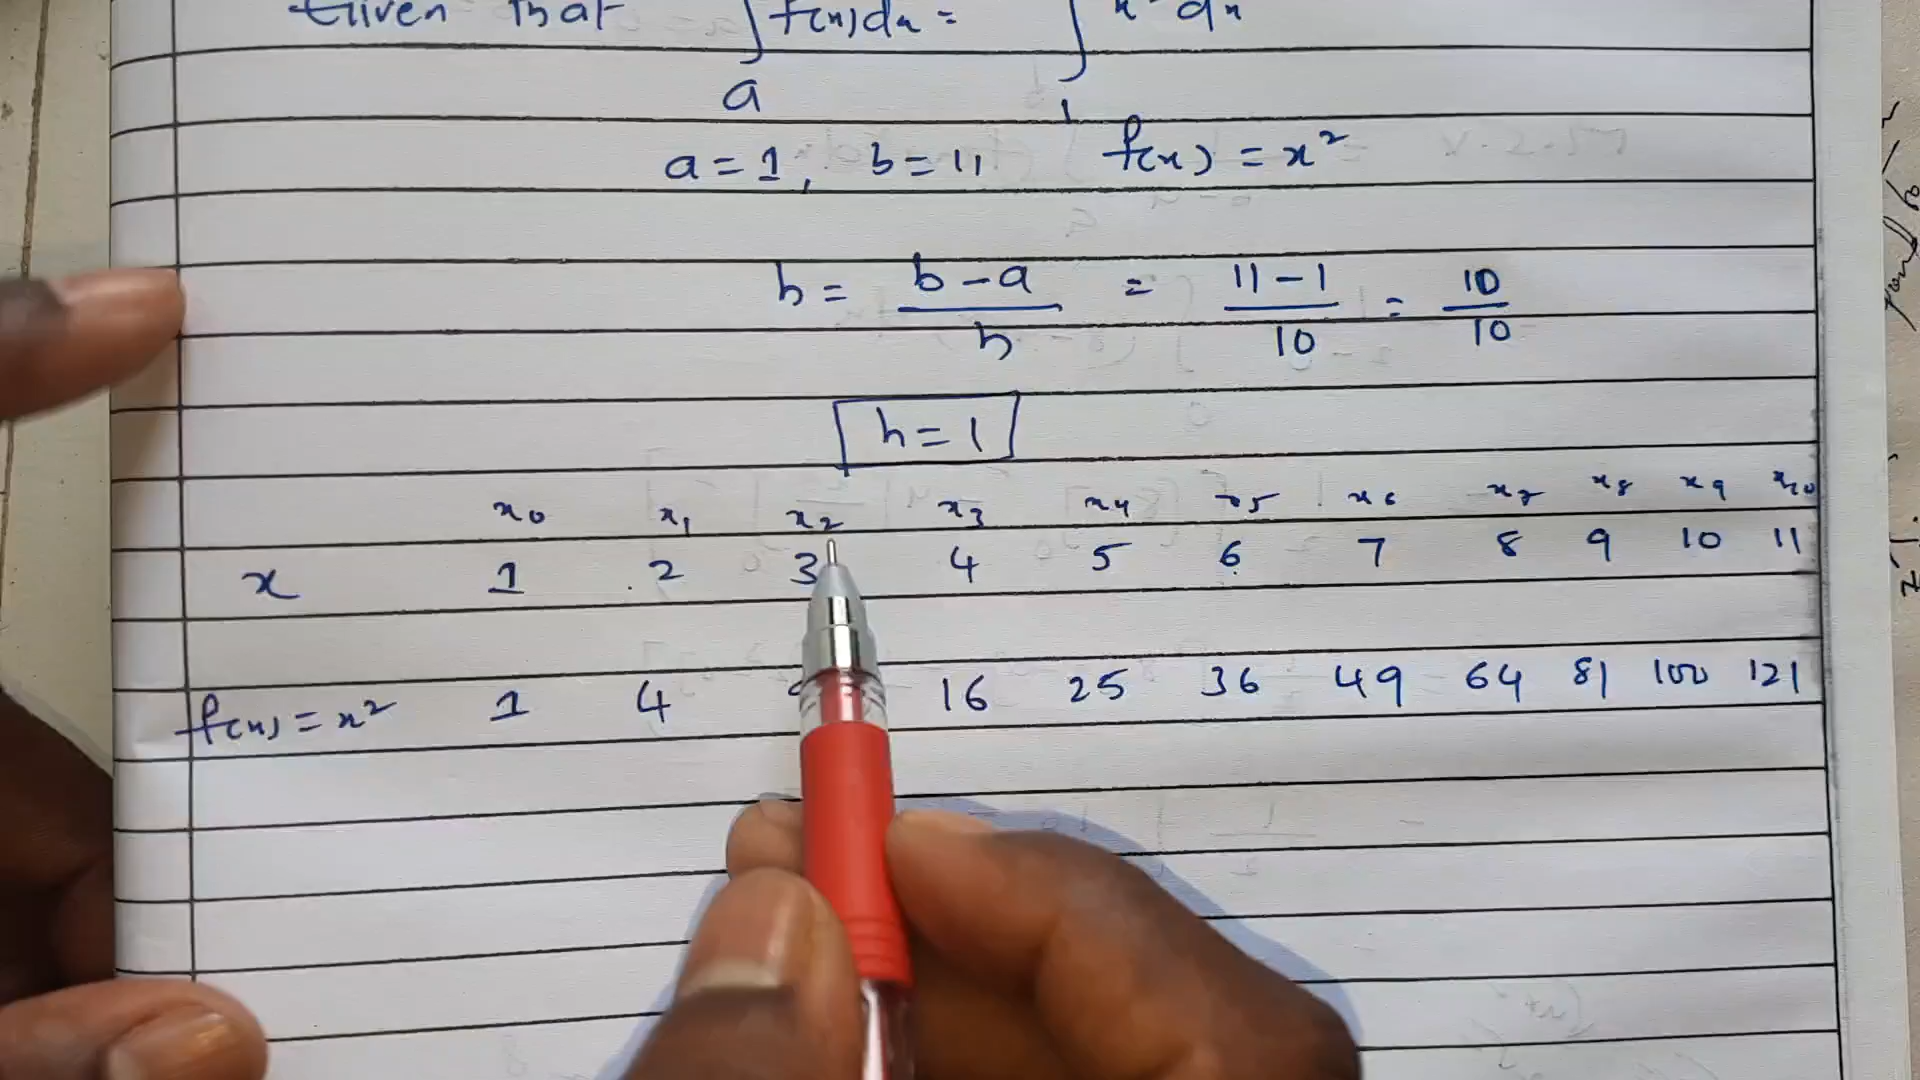 Given That ∫ f(x)dx = ∫ x² dx
a 1
a = 1, b = 11 f(x) = x²
h = b - a / n = 11 - 1 / 10 = 10 / 10
h = 1
x₀ x₁ x₂ x₃ x₄ x₅ x₆ x₇ x₈ x₉ x₁₀
x 1 2 3 4 5 6 7 8 9 10 11
f(x) = x² 1 4 16 25 36 49 64 81 100 121